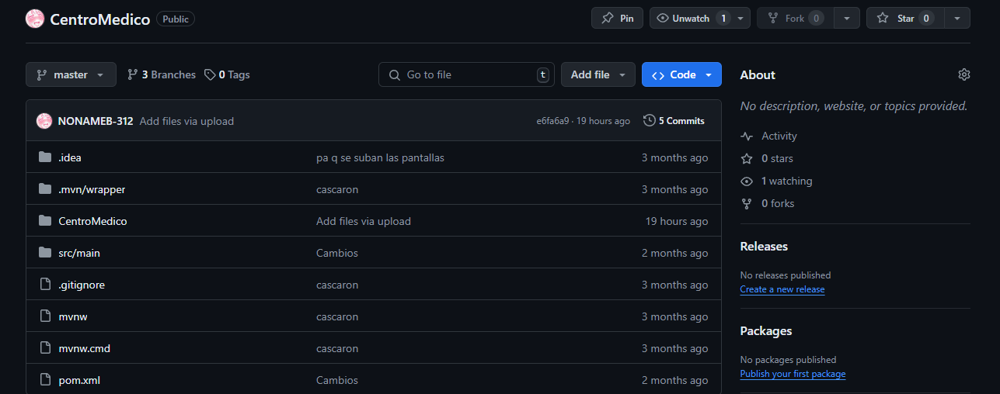 CentroMedico Public
Pin
Unwatch 1
Fork 0
Star 0
master
3 Branches
0 Tags
Go to file t
Add file
Code
NONAMEB-312 Add files via upload e6fa6a9 · 19 hours ago 5 Commits
.idea pa q se suban las pantallas 3 months ago
.mvn/wrapper cascaron 3 months ago
CentroMedico Add files via upload 19 hours ago
src/main Cambios 2 months ago
.gitignore cascaron 3 months ago
mvnw cascaron 3 months ago
mvnw.cmd cascaron 3 months ago
pom.xml Cambios 2 months ago
About
No description, website, or topics provided.
Activity
0 stars
1 watching
0 forks
Releases
No releases published
Create a new release
Packages
No packages published
Publish your first package